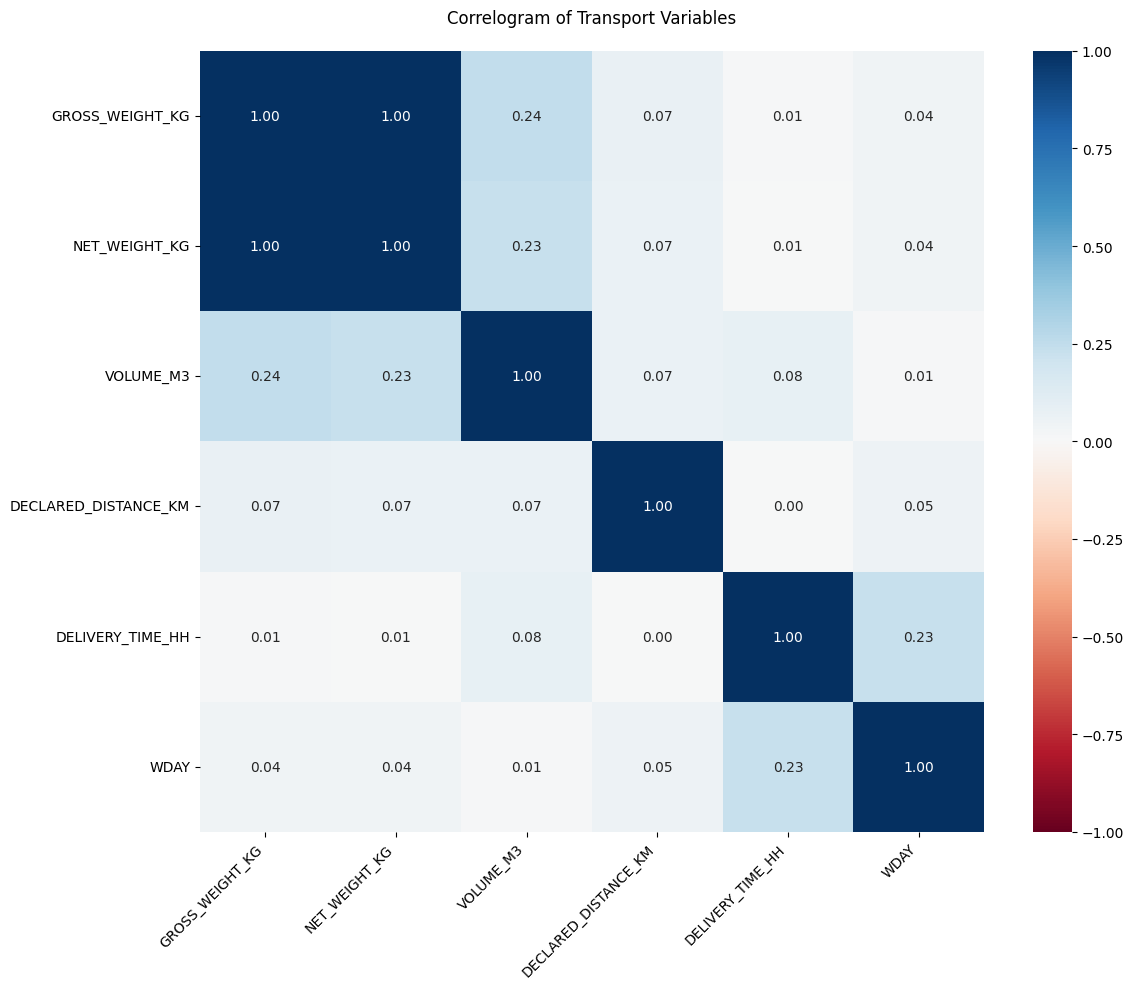 Correlogram of Transport Variables
GROSS_WEIGHT_KG 1.00 1.00 0.24 0.07 0.01 0.04
NET_WEIGHT_KG 1.00 1.00 0.23 0.07 0.01 0.04
VOLUME_M3 0.24 0.23 1.00 0.07 0.08 0.01
DECLARED_DISTANCE_KM 0.07 0.07 0.07 1.00 0.00 0.05
DELIVERY_TIME_HH 0.01 0.01 0.08 0.00 1.00 0.23
WDAY 0.04 0.04 0.01 0.05 0.23 1.00
GROSS_WEIGHT_KG
NET_WEIGHT_KG
VOLUME_M3
DECLARED_DISTANCE_KM
DELIVERY_TIME_HH
WDAY
1.00
0.75
0.50
0.25
0.00
−0.25
−0.50
−0.75
−1.00